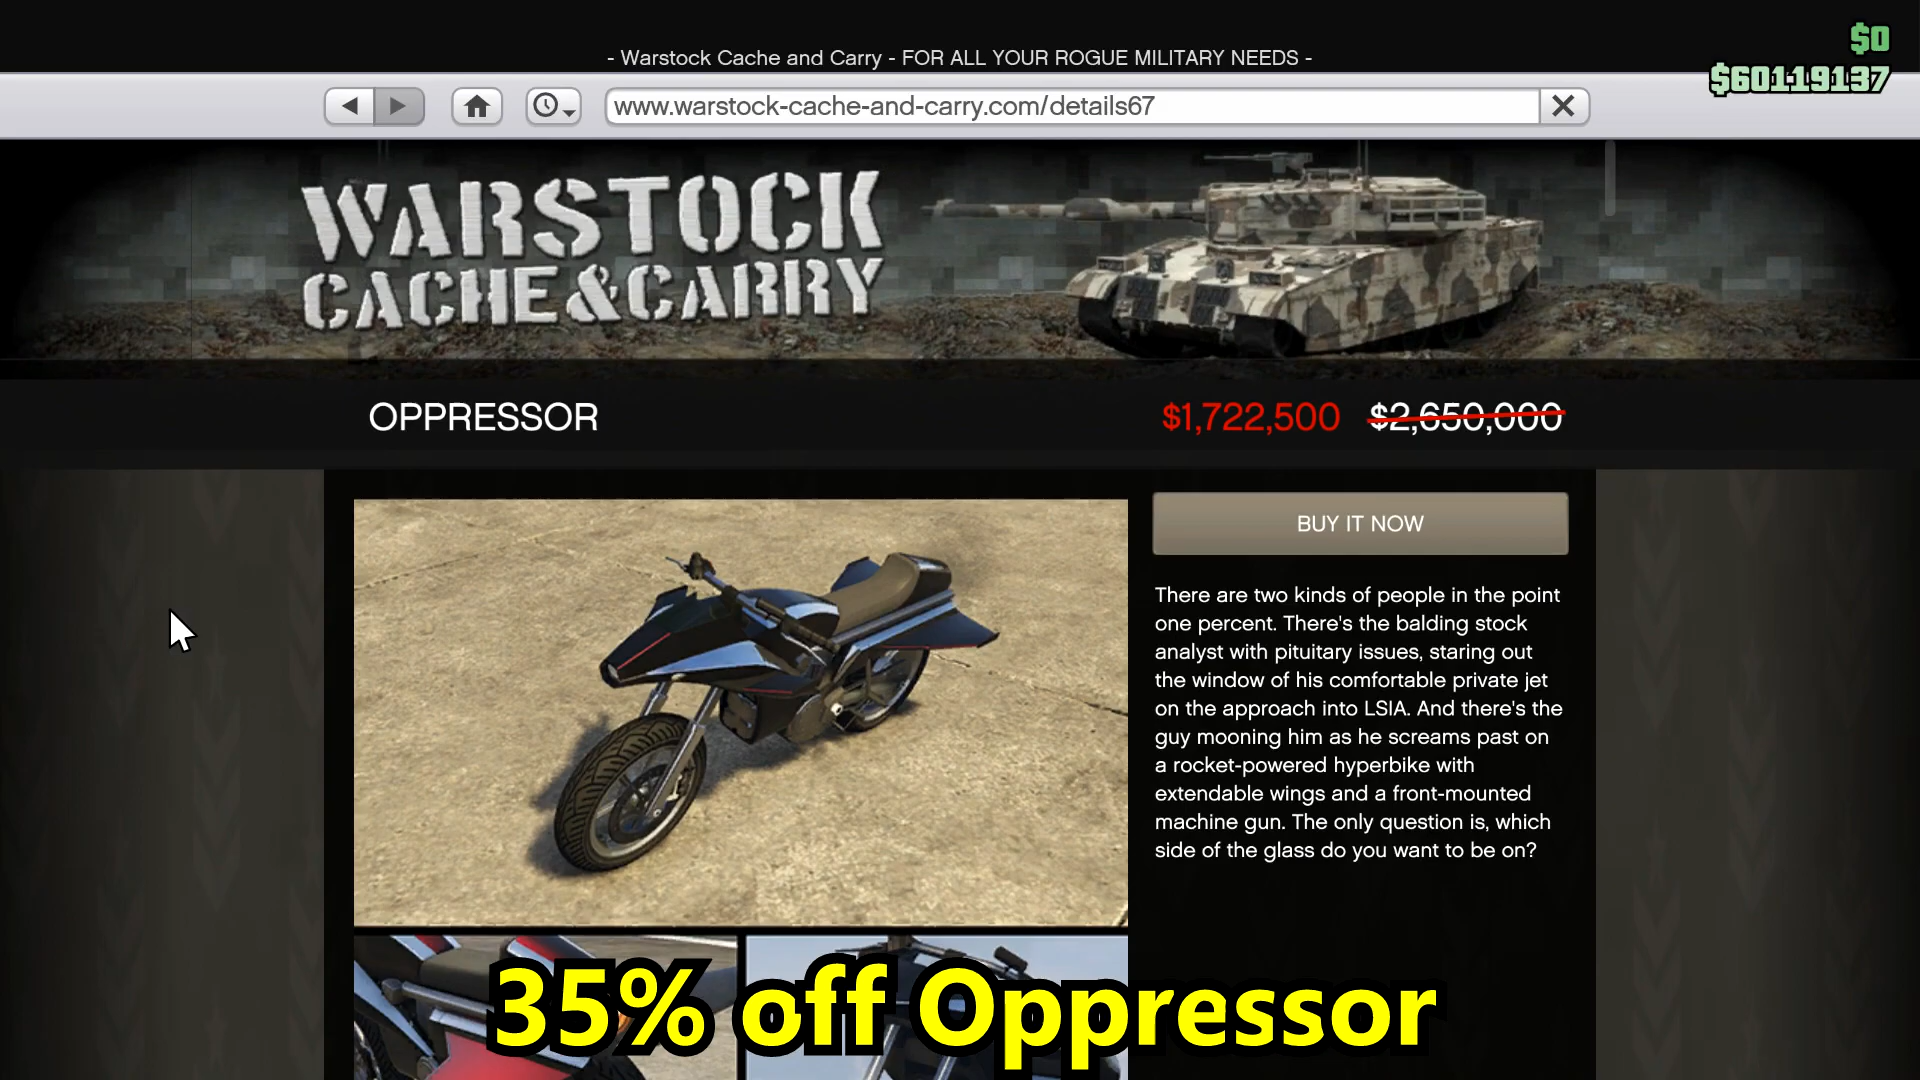 - Warstock Cache and Carry - FOR ALL YOUR ROGUE MILITARY NEEDS -
$0
$60119137
www.warstock-cache-and-carry.com/details67
WARSTOCK
CACHE & CARRY
OPPRESSOR
$1,722,500 $2,650,000
BUY IT NOW
There are two kinds of people in the point
one percent. There's the balding stock
analyst with pituitary issues, staring out
the window of his comfortable private jet
on the approach into LSIA. And there's the
guy mooning him as he screams past on
a rocket-powered hyperbike with
extendable wings and a front-mounted
machine gun. The only question is, which
side of the glass do you want to be on?
35% off Oppressor